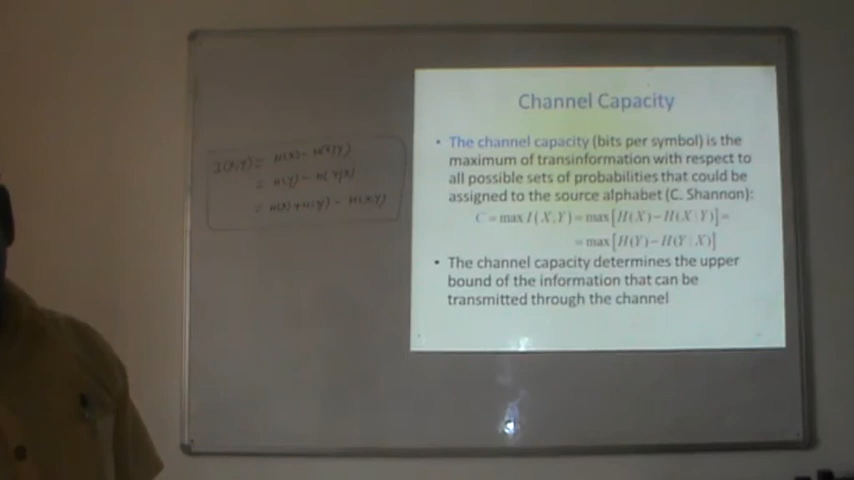 I(X,Y) = H(X) - H(X|Y)
= H(Y) - H(Y|X)
= H(X) + H(Y) - H(X,Y)
Channel Capacity
• The channel capacity (bits per symbol) is the
maximum of transinformation with respect to
all possible sets of probabilities that could be
assigned to the source alphabet (C. Shannon):
C = max I(X,Y) = max[H(X) - H(X|Y)] =
= max[H(Y) - H(Y|X)]
• The channel capacity determines the upper
bound of the information that can be
transmitted through the channel